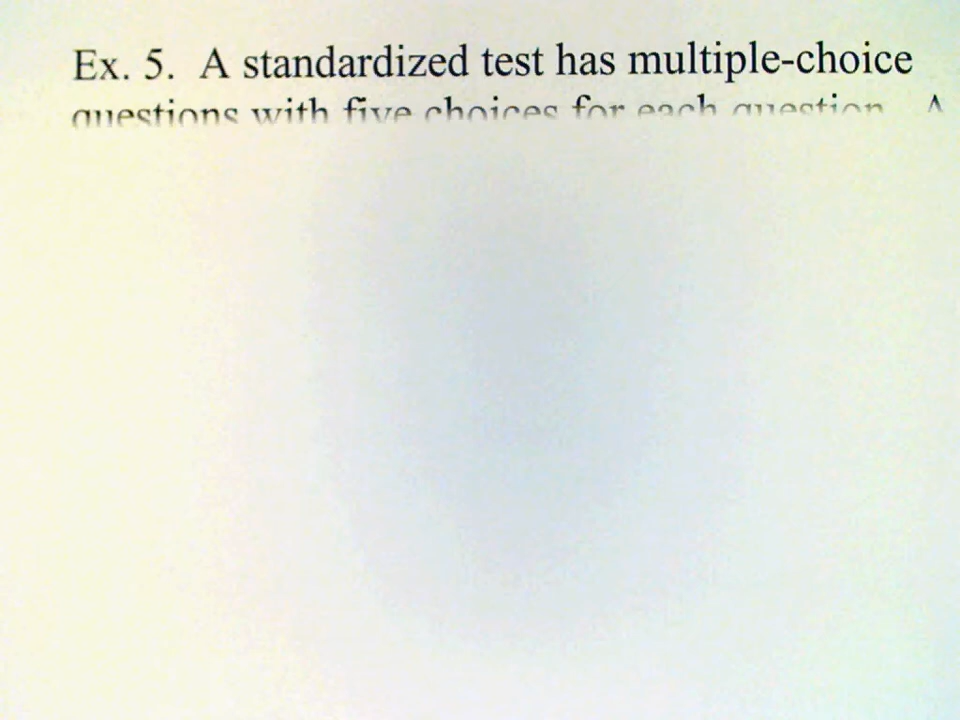 Ex. 5. A standardized test has multiple-choice
questions with five choices for each question. A